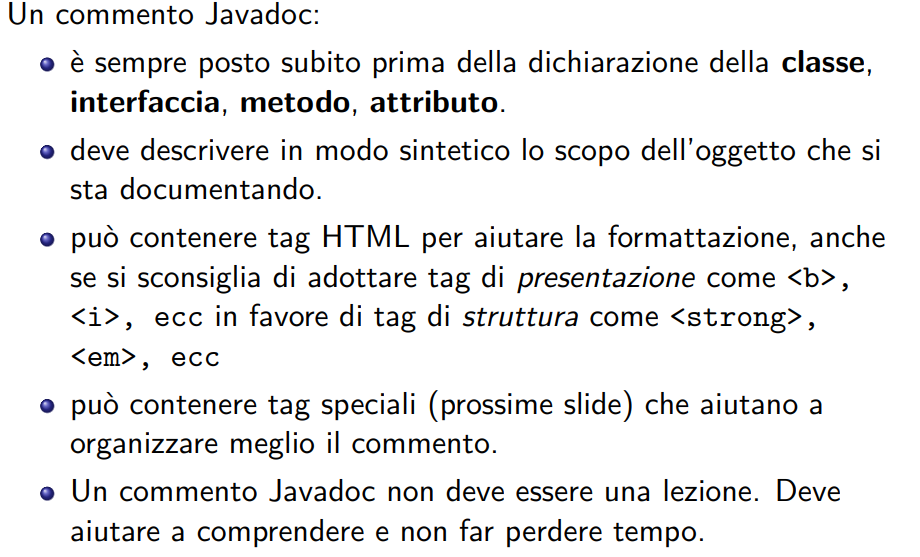 Un commento Javadoc:
è sempre posto subito prima della dichiarazione della classe,
interfaccia, metodo, attributo.
deve descrivere in modo sintetico lo scopo dell'oggetto che si
sta documentando.
può contenere tag HTML per aiutare la formattazione, anche
se si sconsiglia di adottare tag di presentazione come <b>,
<i>, ecc in favore di tag di struttura come <strong>,
<em>, ecc
può contenere tag speciali (prossime slide) che aiutano a
organizzare meglio il commento.
Un commento Javadoc non deve essere una lezione. Deve
aiutare a comprendere e non far perdere tempo.